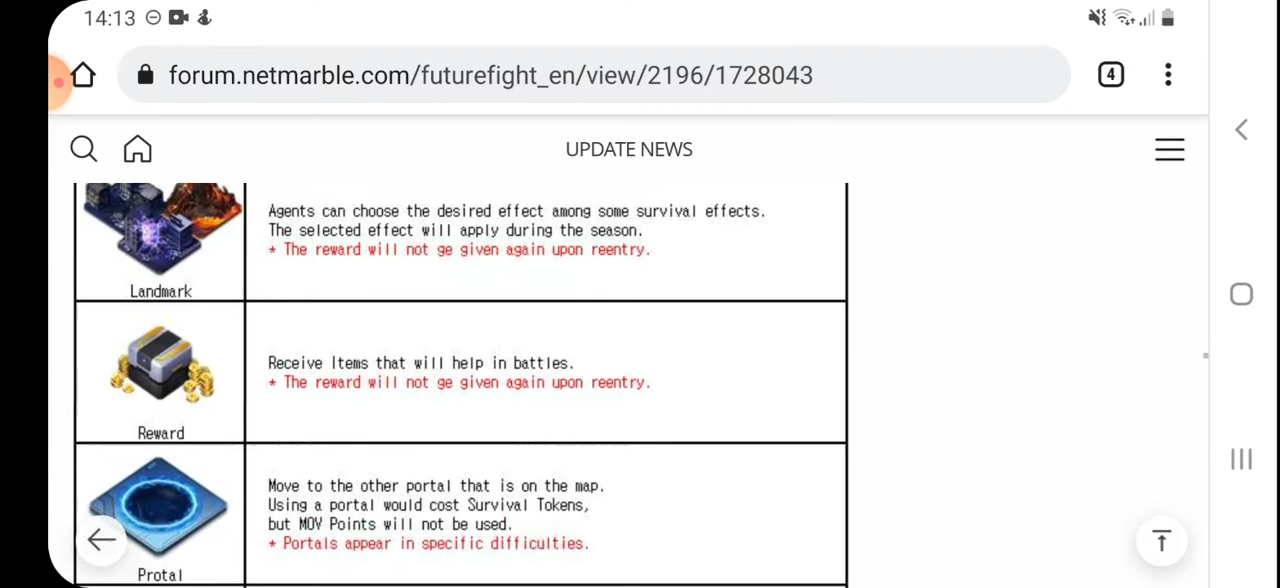 14:13
forum.netmarble.com/futurefight_en/view/2196/1728043
4
UPDATE NEWS
Agents can choose the desired effect among some survival effects.
The selected effect will apply during the season.
* The reward will not ge given again upon reentry.
Landmark
Receive Items that will help in battles.
* The reward will not ge given again upon reentry.
Reward
Move to the other portal that is on the map.
Using a portal would cost Survival Tokens,
but MOV Points will not be used.
* Portals appear in specific difficulties.
Protal